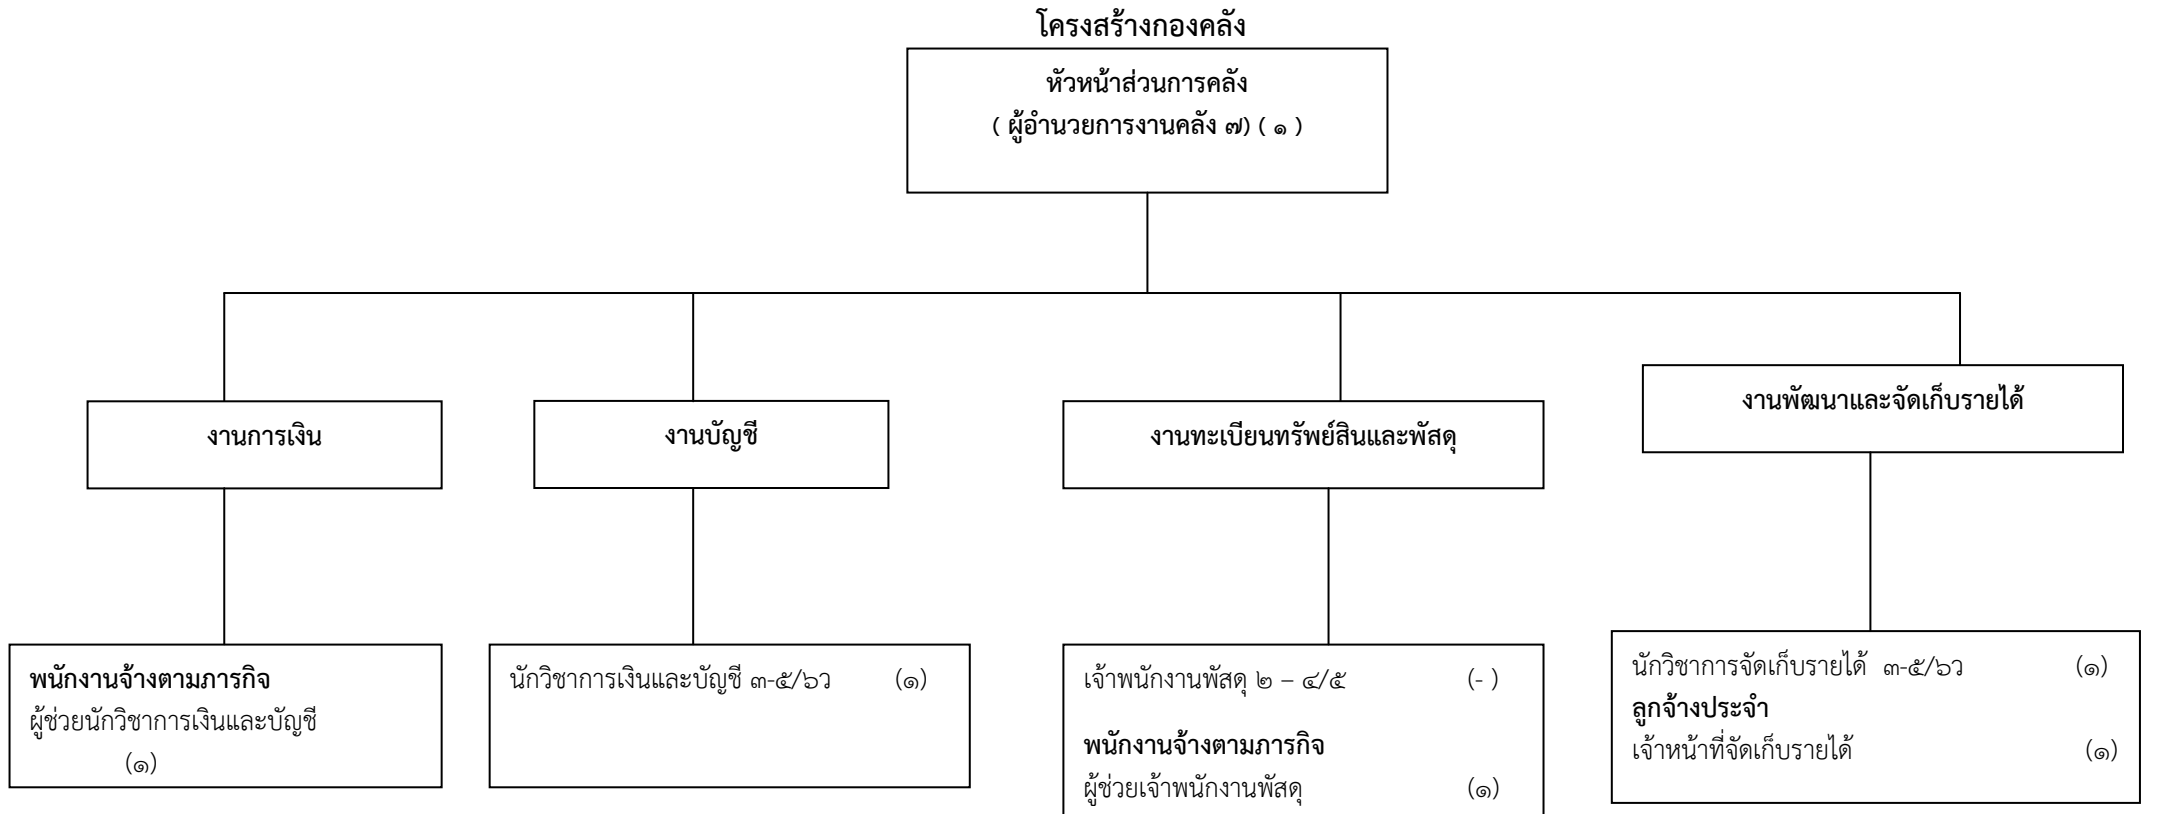 โครงสร้างกองคลัง
หัวหน้าส่วนการคลัง
( ผู้อำนวยการงานคลัง ๗) ( ๑ )
งานการเงิน
งานบัญชี
งานทะเบียนทรัพย์สินและพัสดุ
งานพัฒนาและจัดเก็บรายได้
พนักงานจ้างตามภารกิจ
ผู้ช่วยนักวิชาการเงินและบัญชี
(๑)
นักวิชาการเงินและบัญชี ๓-๕/๖ว (๑)
เจ้าพนักงานพัสดุ ๒ – ๔/๕ (- )
พนักงานจ้างตามภารกิจ
ผู้ช่วยเจ้าพนักงานพัสดุ (๑)
นักวิชาการจัดเก็บรายได้ ๓-๕/๖ว (๑)
ลูกจ้างประจำ
เจ้าหน้าที่จัดเก็บรายได้ (๑)